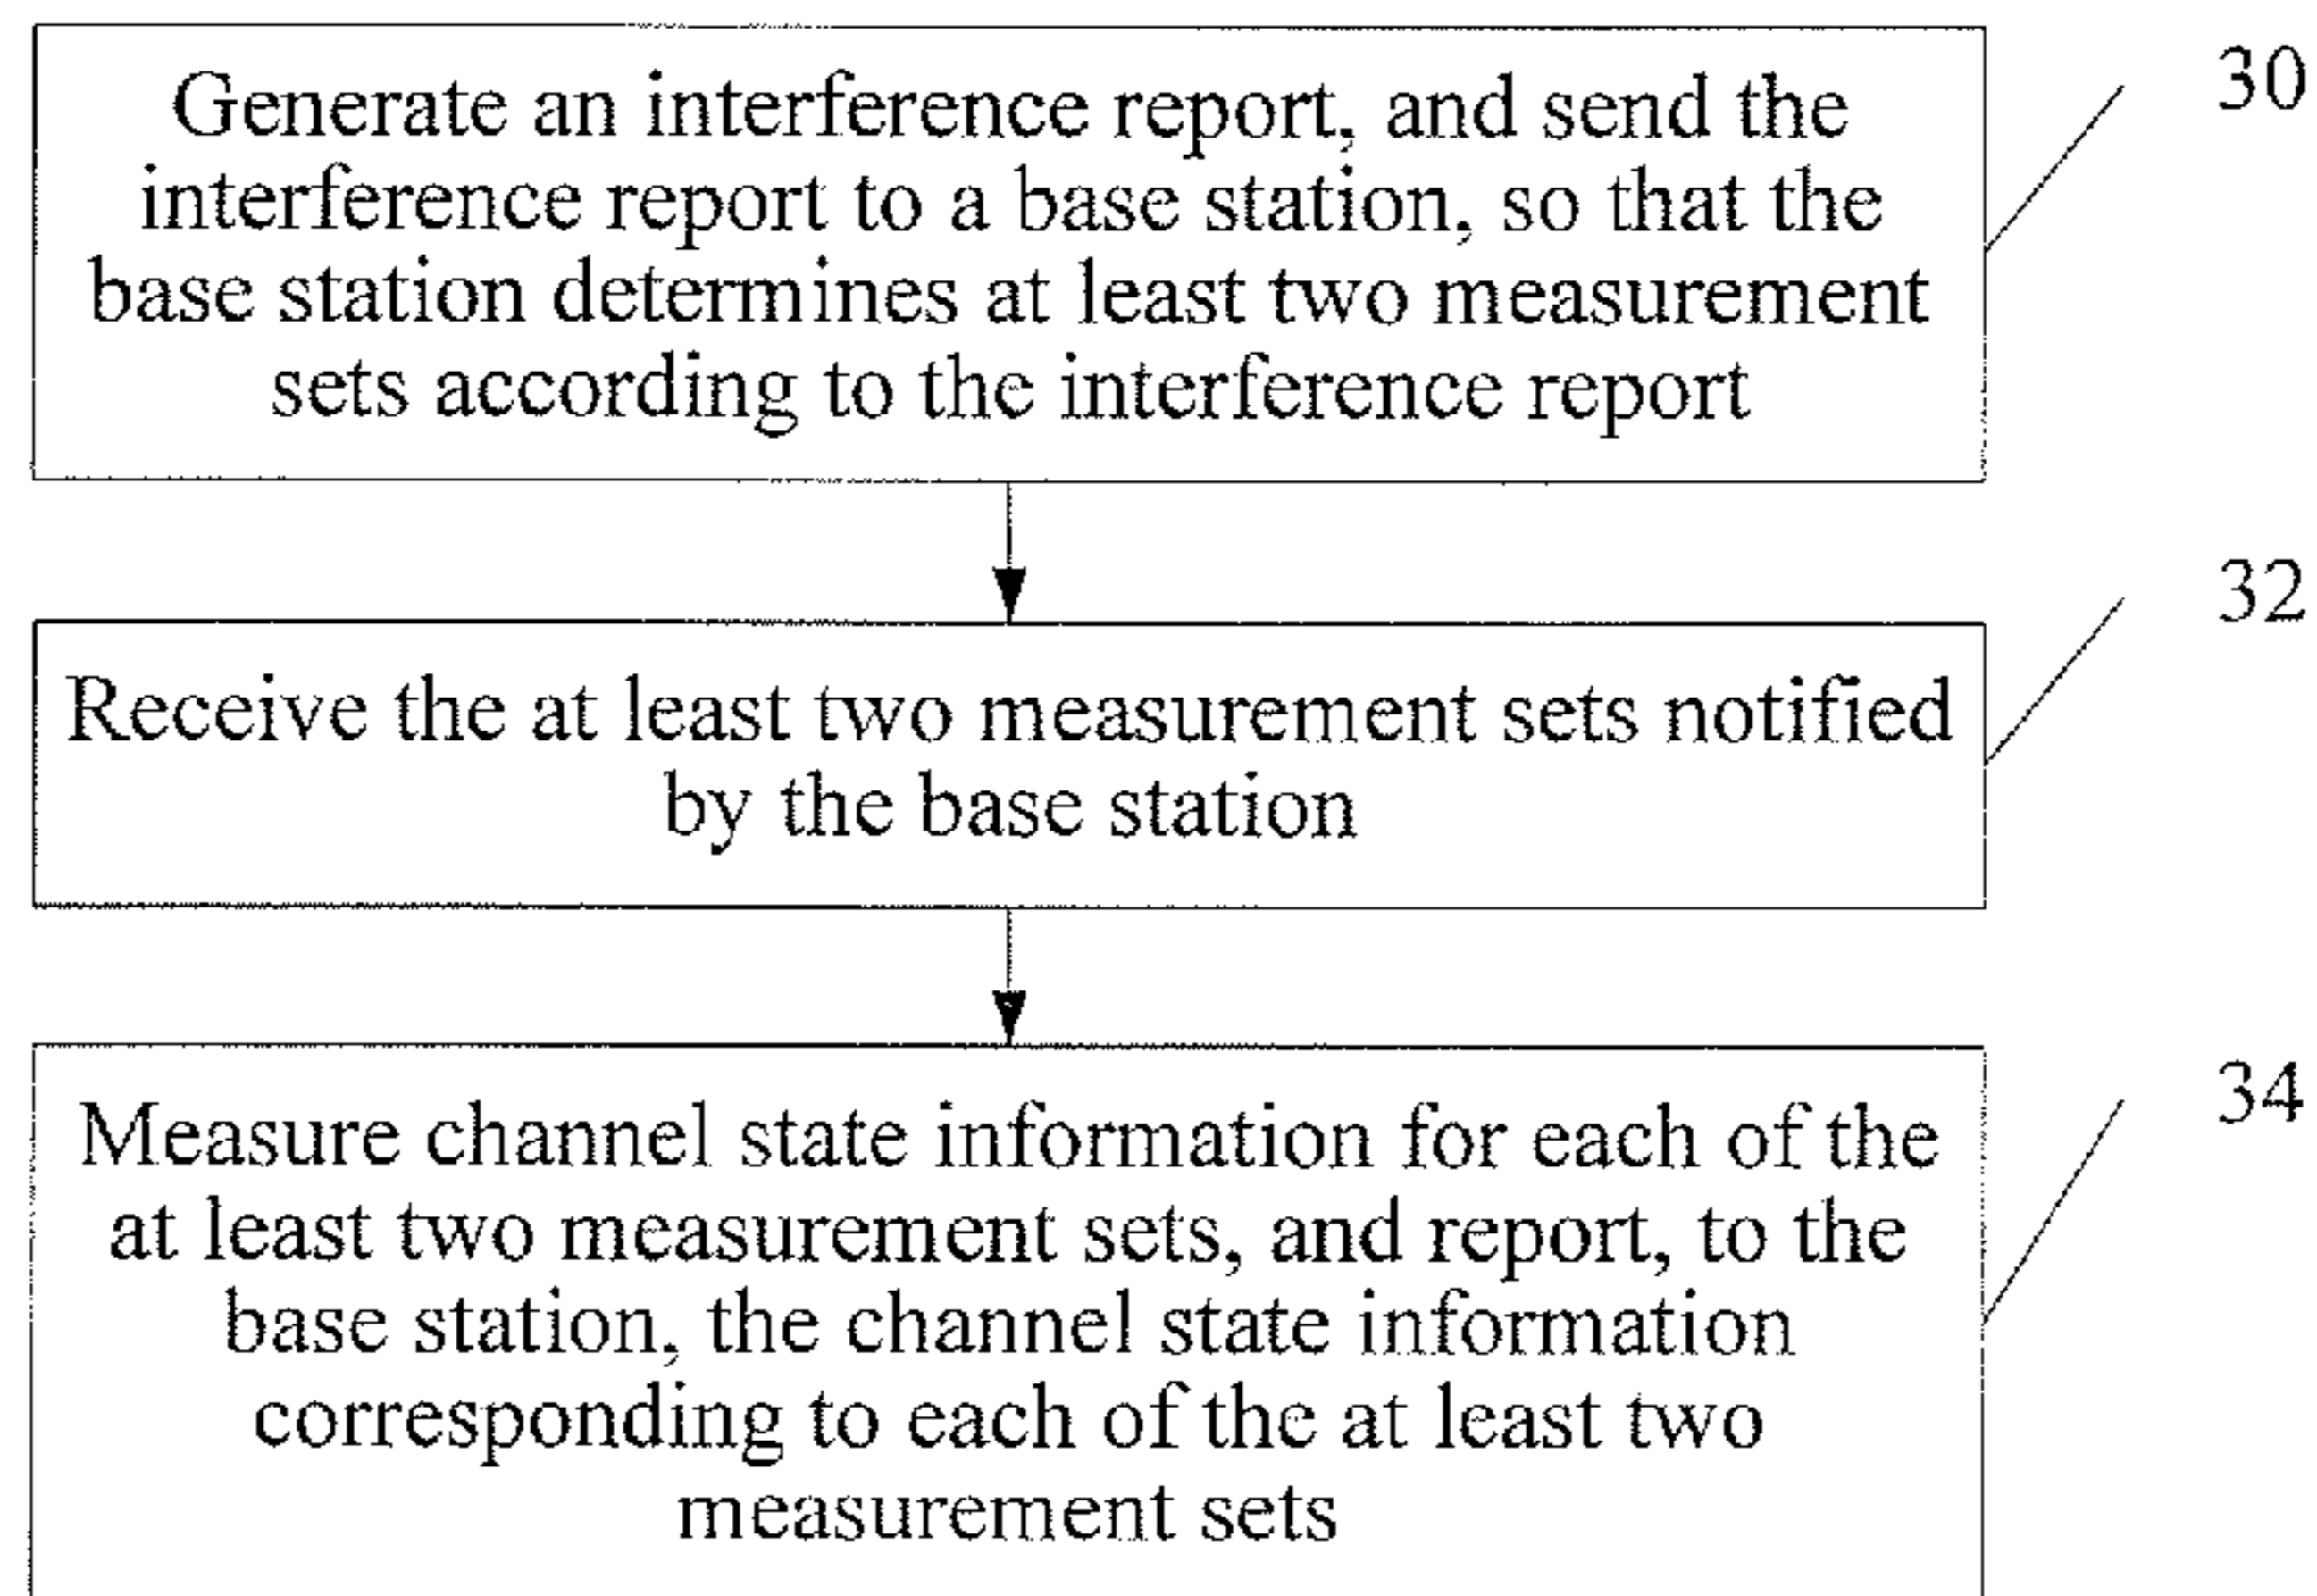 Generate an interference report, and send the
interference report to a base station, so that the
base station determines at least two measurement
sets according to the interference report
30
Receive the at least two measurement sets notified
by the base station
32
Measure channel state information for each of the
at least two measurement sets, and report, to the
base station, the channel state information
corresponding to each of the at least two
measurement sets
34